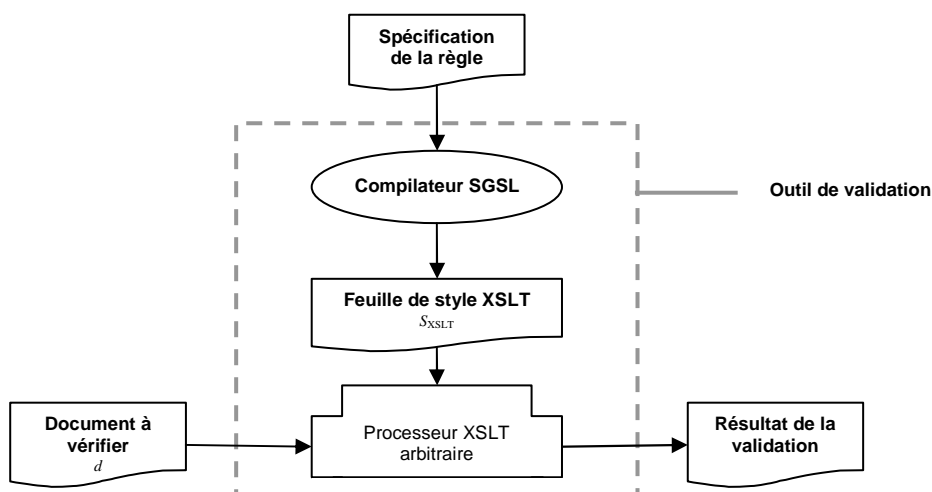 Spécification
de la règle
Compilateur SGSL
Outil de validation
Feuille de style XSLT
SXSLT
Document à
vérifier
d
Processeur XSLT
arbitraire
Résultat de la
validation